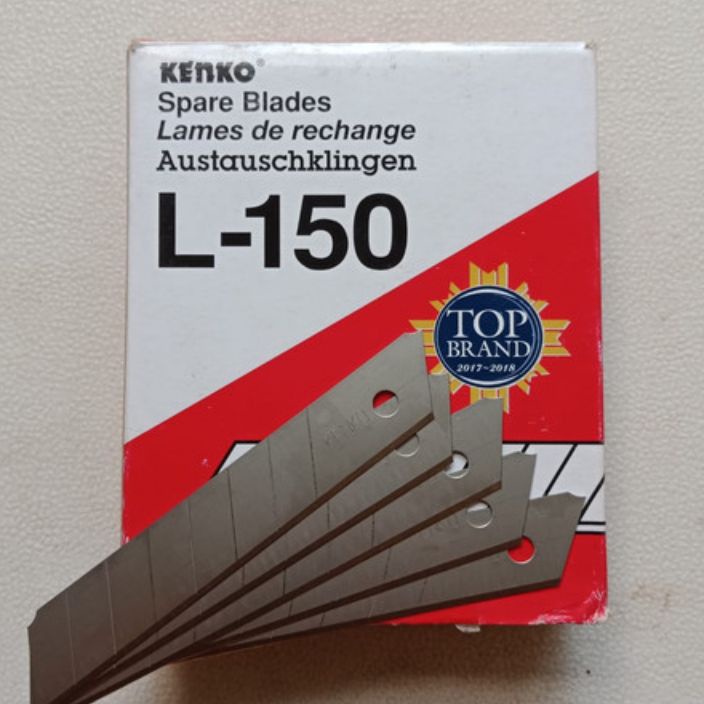 KENKO®
Spare Blades
Lames de rechange
Austauschklingen
L-150
TOP
BRAND
2017-2018